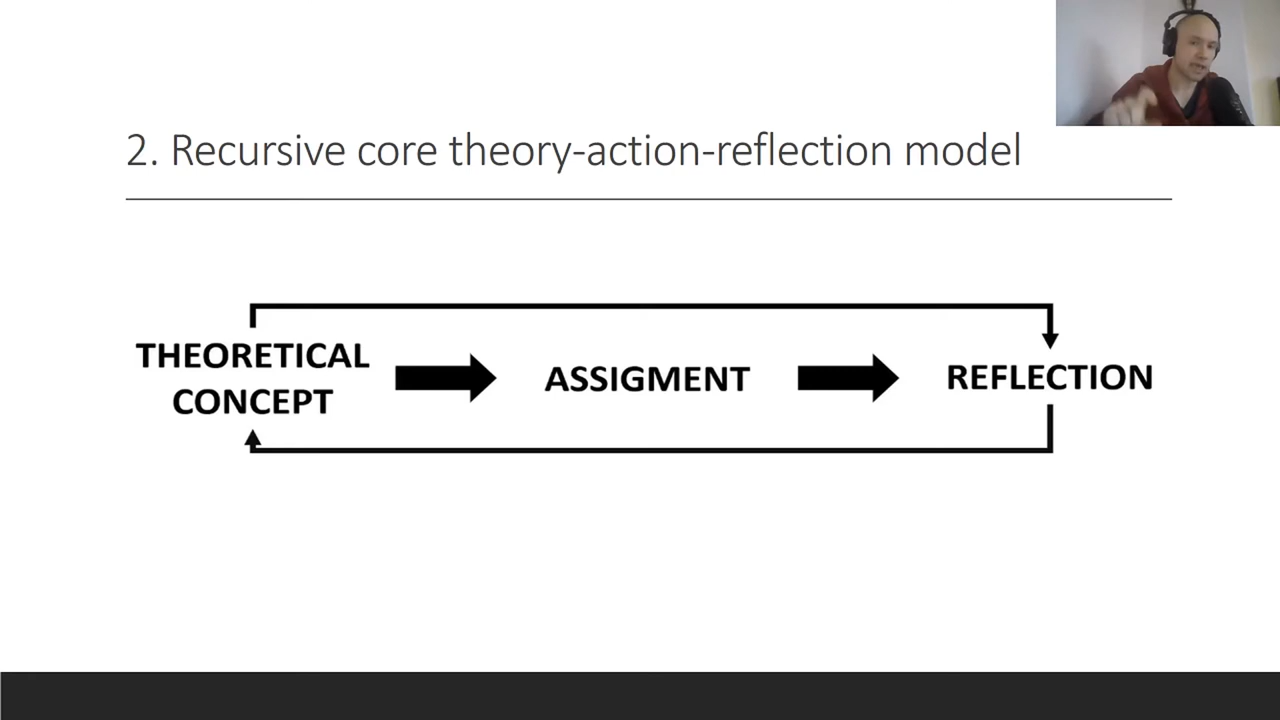 2. Recursive core theory-action-reflection model
THEORETICAL
CONCEPT
ASSIGMENT
REFLECTION